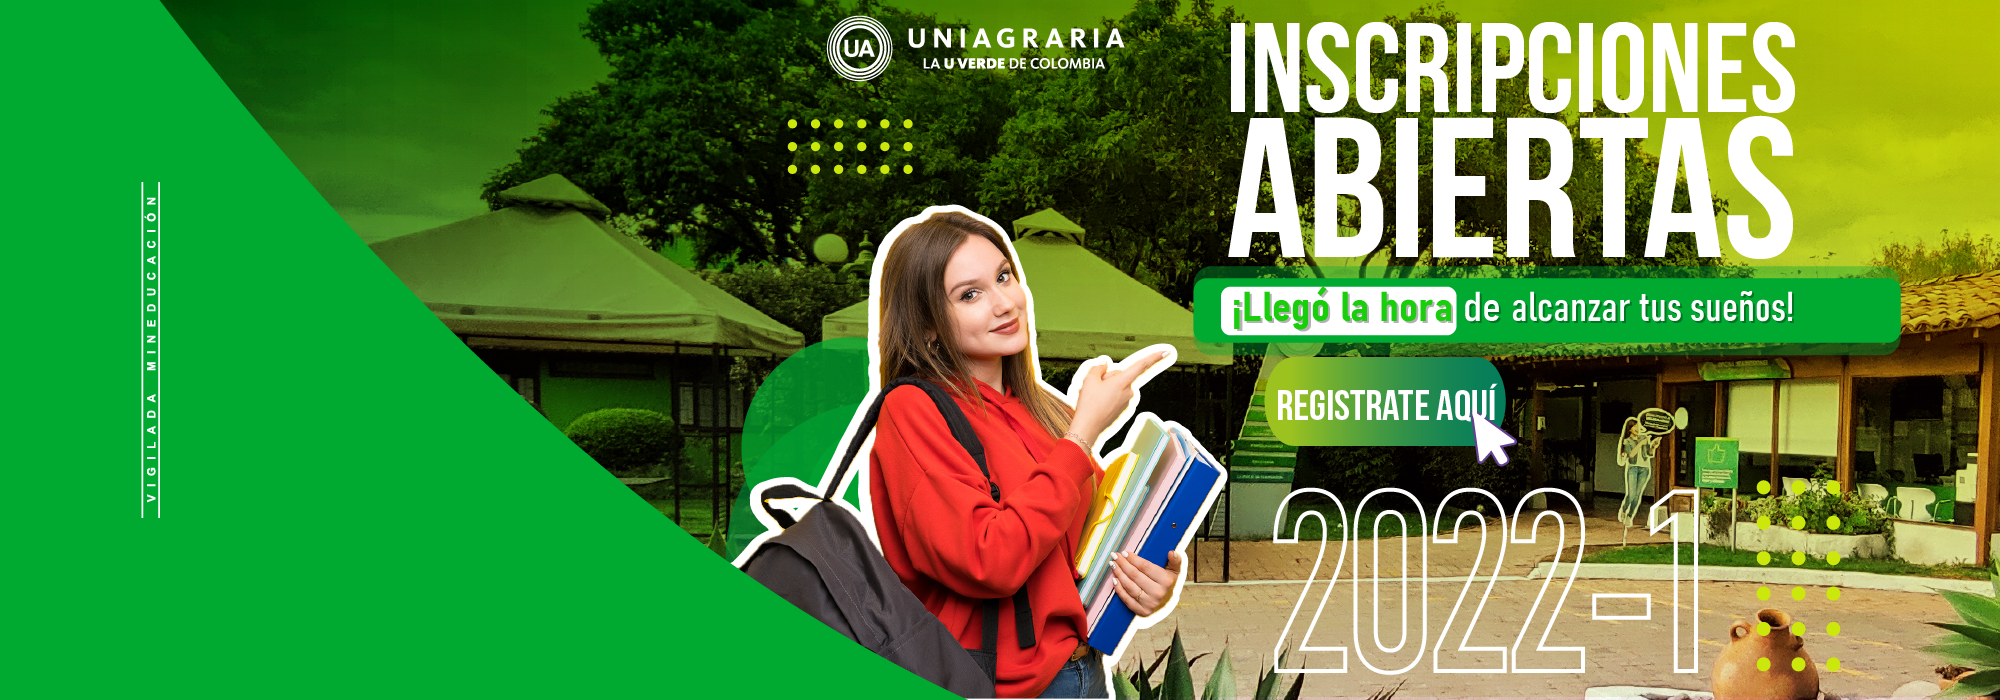 VIGILADA MINEDUCACIÓN
UA
UNIAGRARIA
LA U VERDE DE COLOMBIA
INSCRIPCIONES
ABIERTAS
¡Llegó la hora de alcanzar tus sueños!
REGISTRATE AQUÍ
2022-1